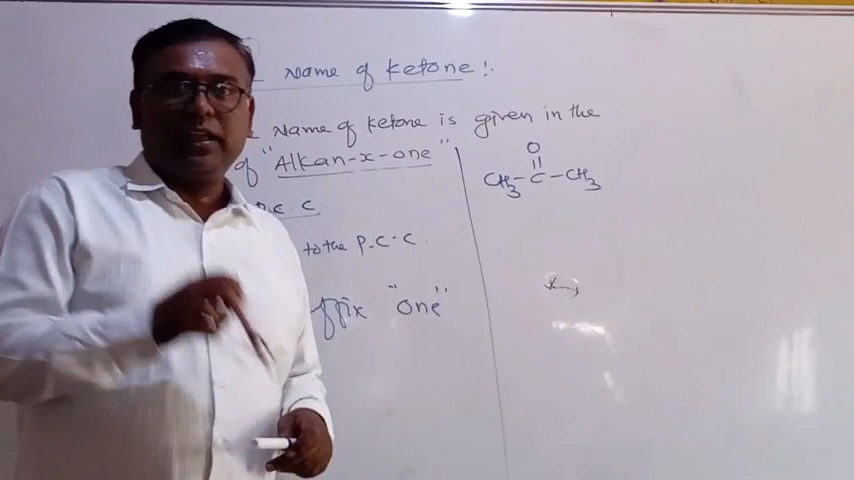 Name of ketone :-
Name of ketone is given in the
of "Alkan-x-one"
P.C.C
to the P.C.C.
ffix "one"
O
||
CH3-C-CH3